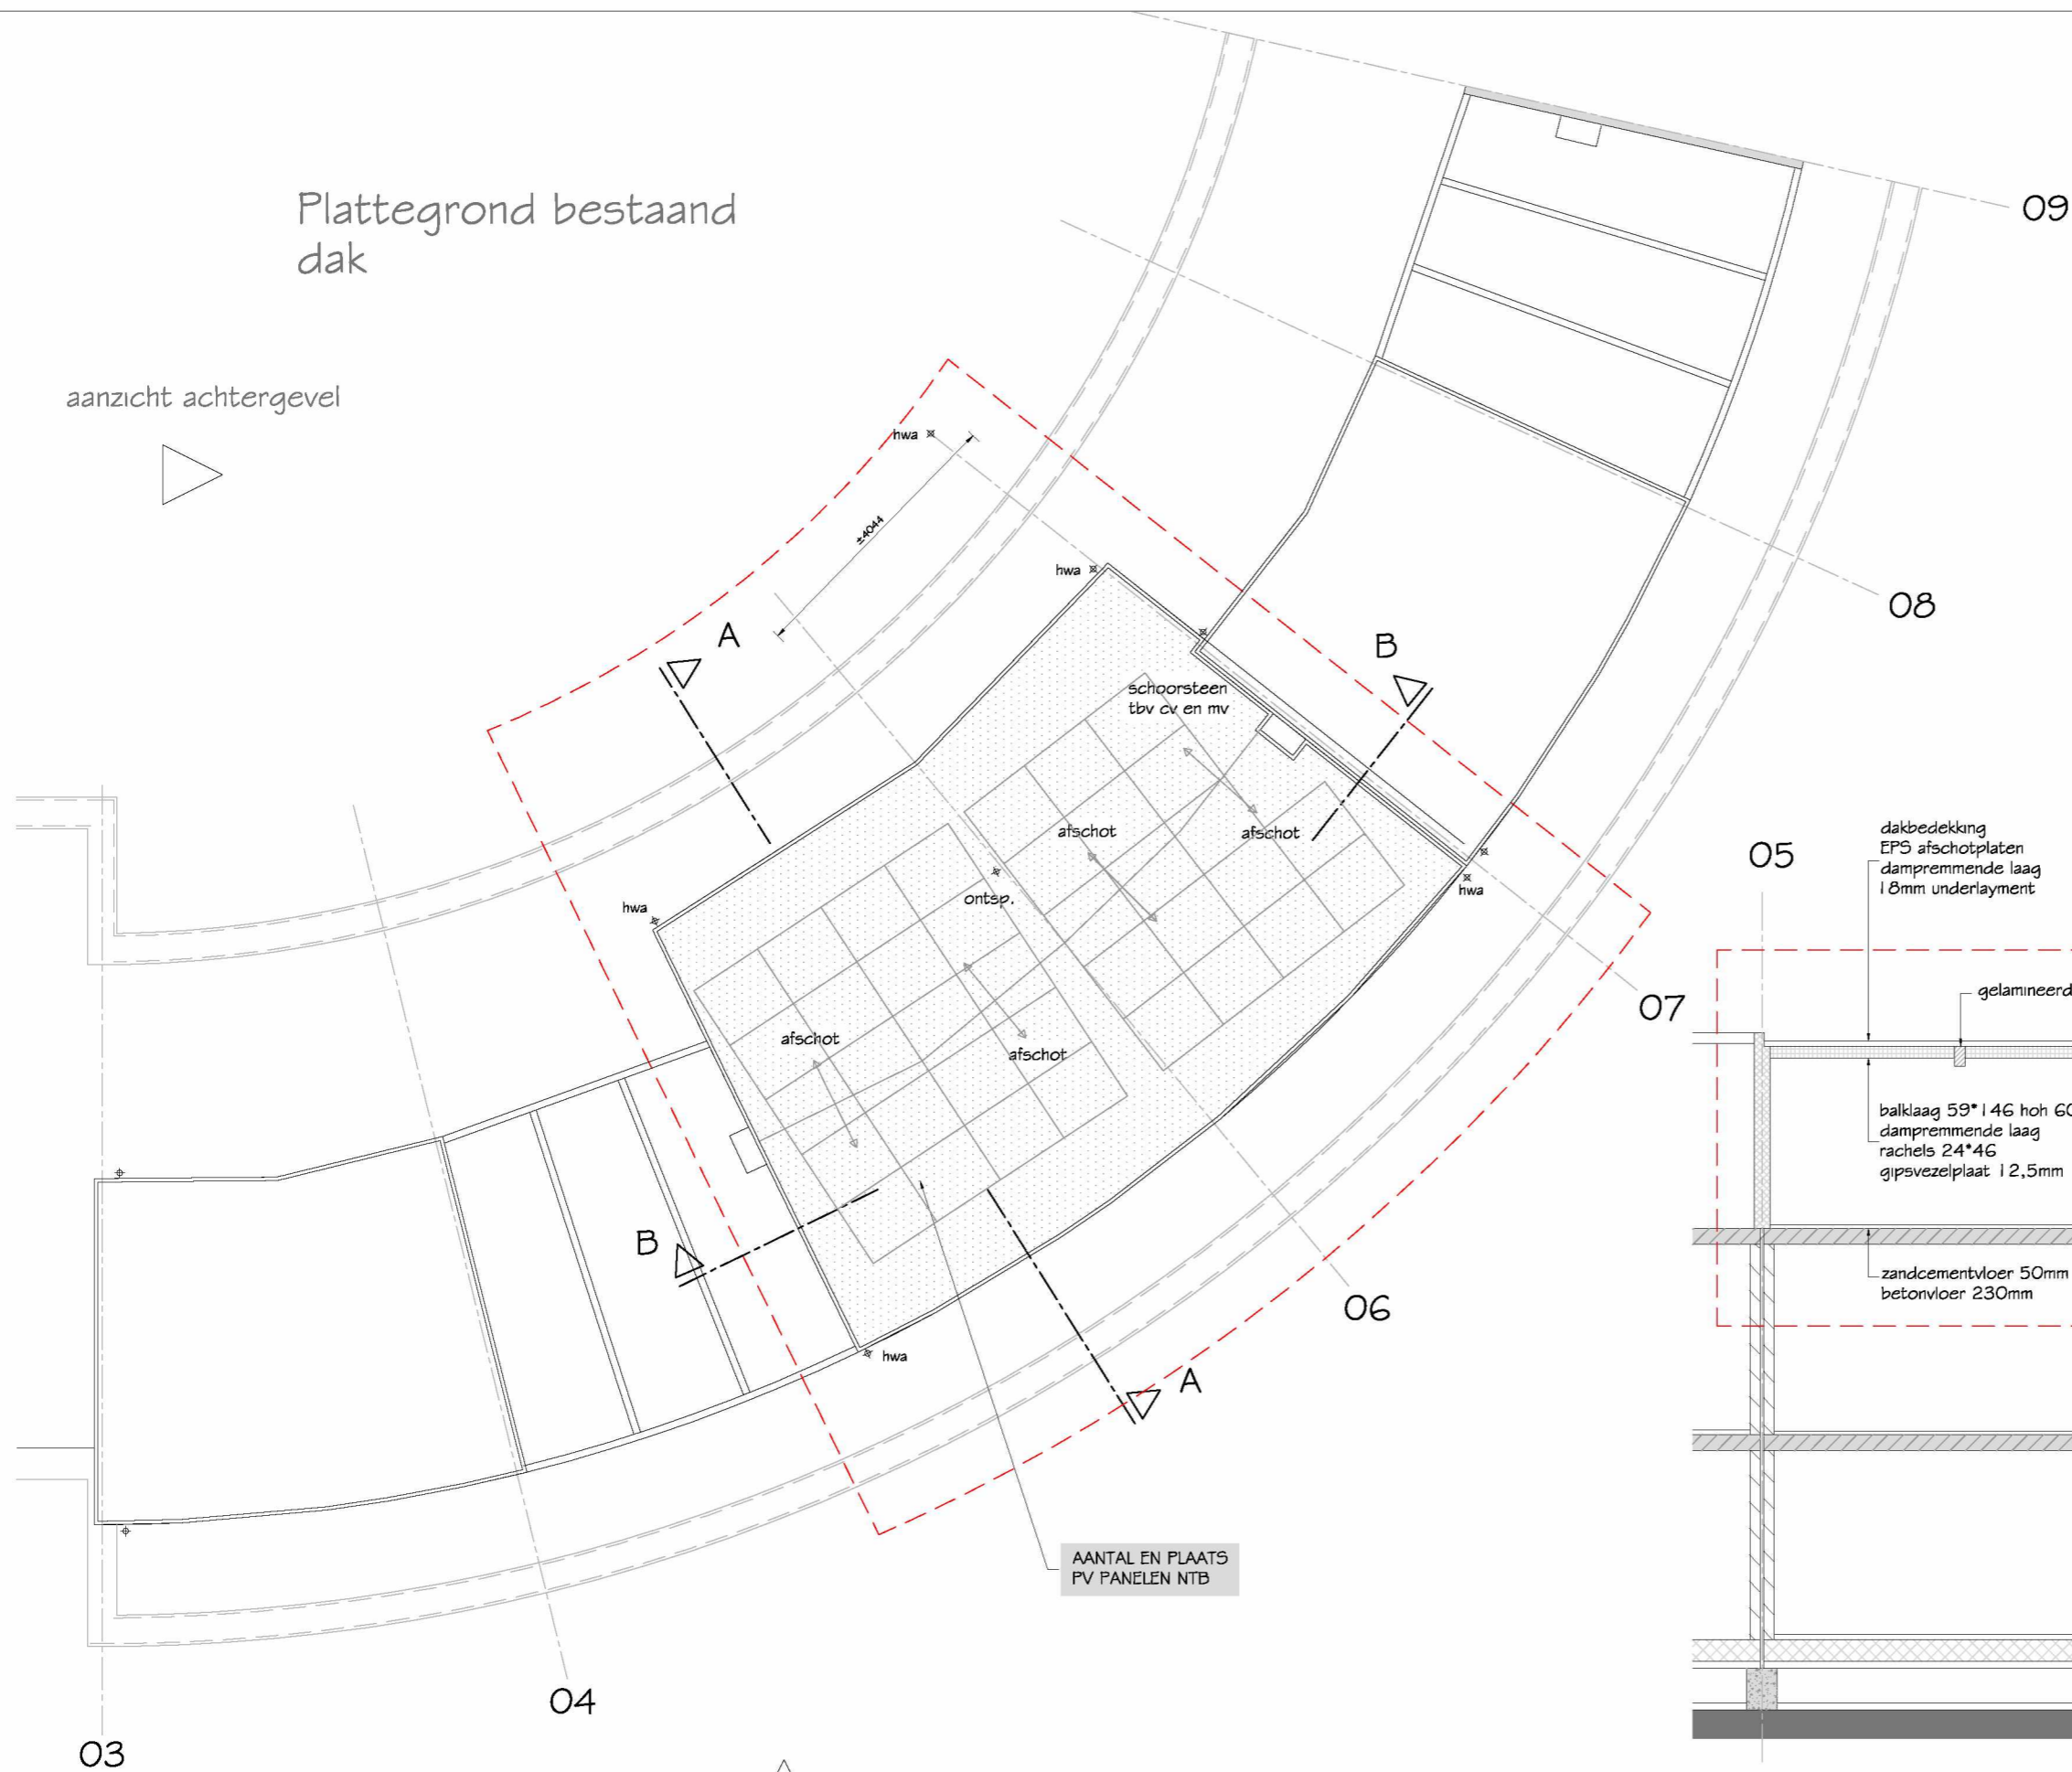 Plattegrond bestaand
dak
09
aanzicht achtergevel
hwa
±4044
08
hwa
A
B
schoorsteen
tbv cv en mv
afschot
afschot
05
dakbedekking
EPS afschotplaten
dampremmende laag
18mm underlayment
hwa
ontsp.
hwa
gelamineerd
07
afschot
afschot
balklaag 59*146 hoh 60
dampremmende laag
rachels 24*46
gipsvezelplaat 12,5mm
B
zandcementvloer 50mm
betonvloer 230mm
06
hwa
A
AANTAL EN PLAATS
PV PANELEN NTB
04
03